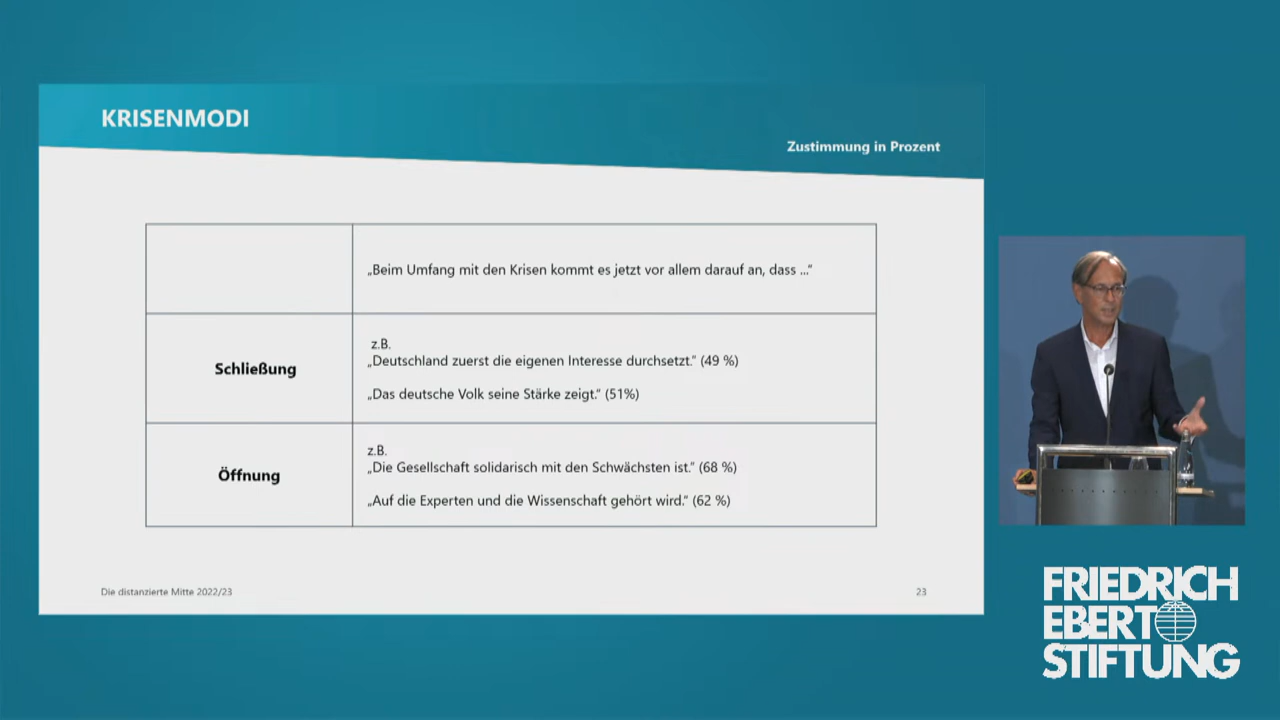 KRISENMODI
Zustimmung in Prozent
„Beim Umfang mit den Krisen kommt es jetzt vor allem darauf an, dass ...“
Schließung
z.B.
„Deutschland zuerst die eigenen Interesse durchsetzt.“ (49 %)
„Das deutsche Volk seine Stärke zeigt.“ (51%)
Öffnung
z.B.
„Die Gesellschaft solidarisch mit den Schwächsten ist.“ (68 %)
„Auf die Experten und die Wissenschaft gehört wird.“ (62 %)
Die distanzierte Mitte 2022/23
23
FRIEDRICH
EBERT
STIFTUNG